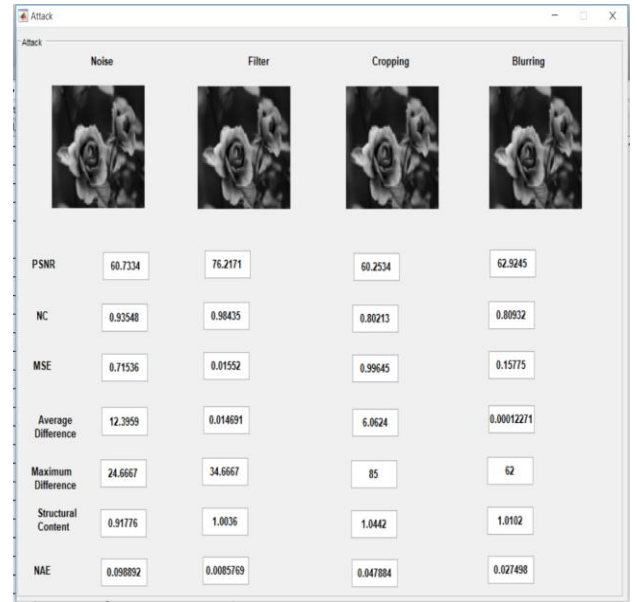 Attack
Attack
Noise Filter Cropping Blurring
PSNR 60.7334 76.2171 60.2534 62.9245
NC 0.93548 0.98435 0.80213 0.80932
MSE 0.71536 0.01552 0.99645 0.15775
Average
Difference 12.3959 0.014691 6.0624 0.00012271
Maximum
Difference 24.6667 34.6667 85 62
Structural
Content 0.91776 1.0036 1.0442 1.0102
NAE 0.098892 0.0085769 0.047884 0.027498